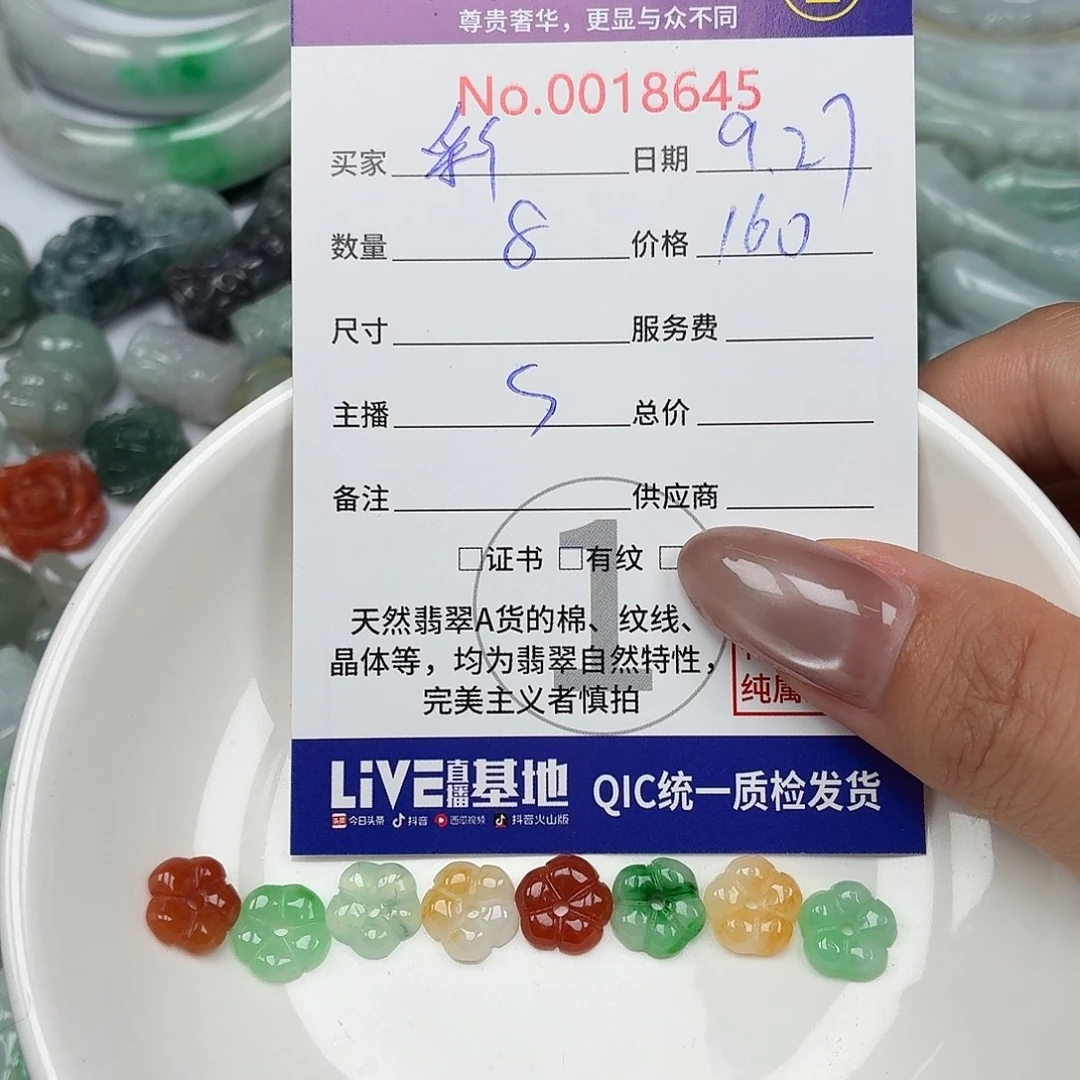 尊贵奢华，更显与众不同
No.0018645
买家 彩 日期 9.27
数量 8 价格 160
尺寸 服务费
主播 S 总价
备注 供应商
1
□证书 □有纹 □
天然翡翠A货的棉、纹线、
晶体等，均为翡翠自然特性，
完美主义者慎拍
纯属
LiVE直播基地 QIC统一质检发货
今日头条 抖音 西瓜视频 抖音火山版